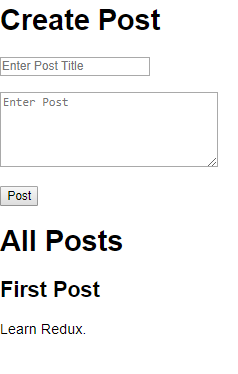 Create Post
Enter Post Title
Enter Post
Post
All Posts
First Post
Learn Redux.